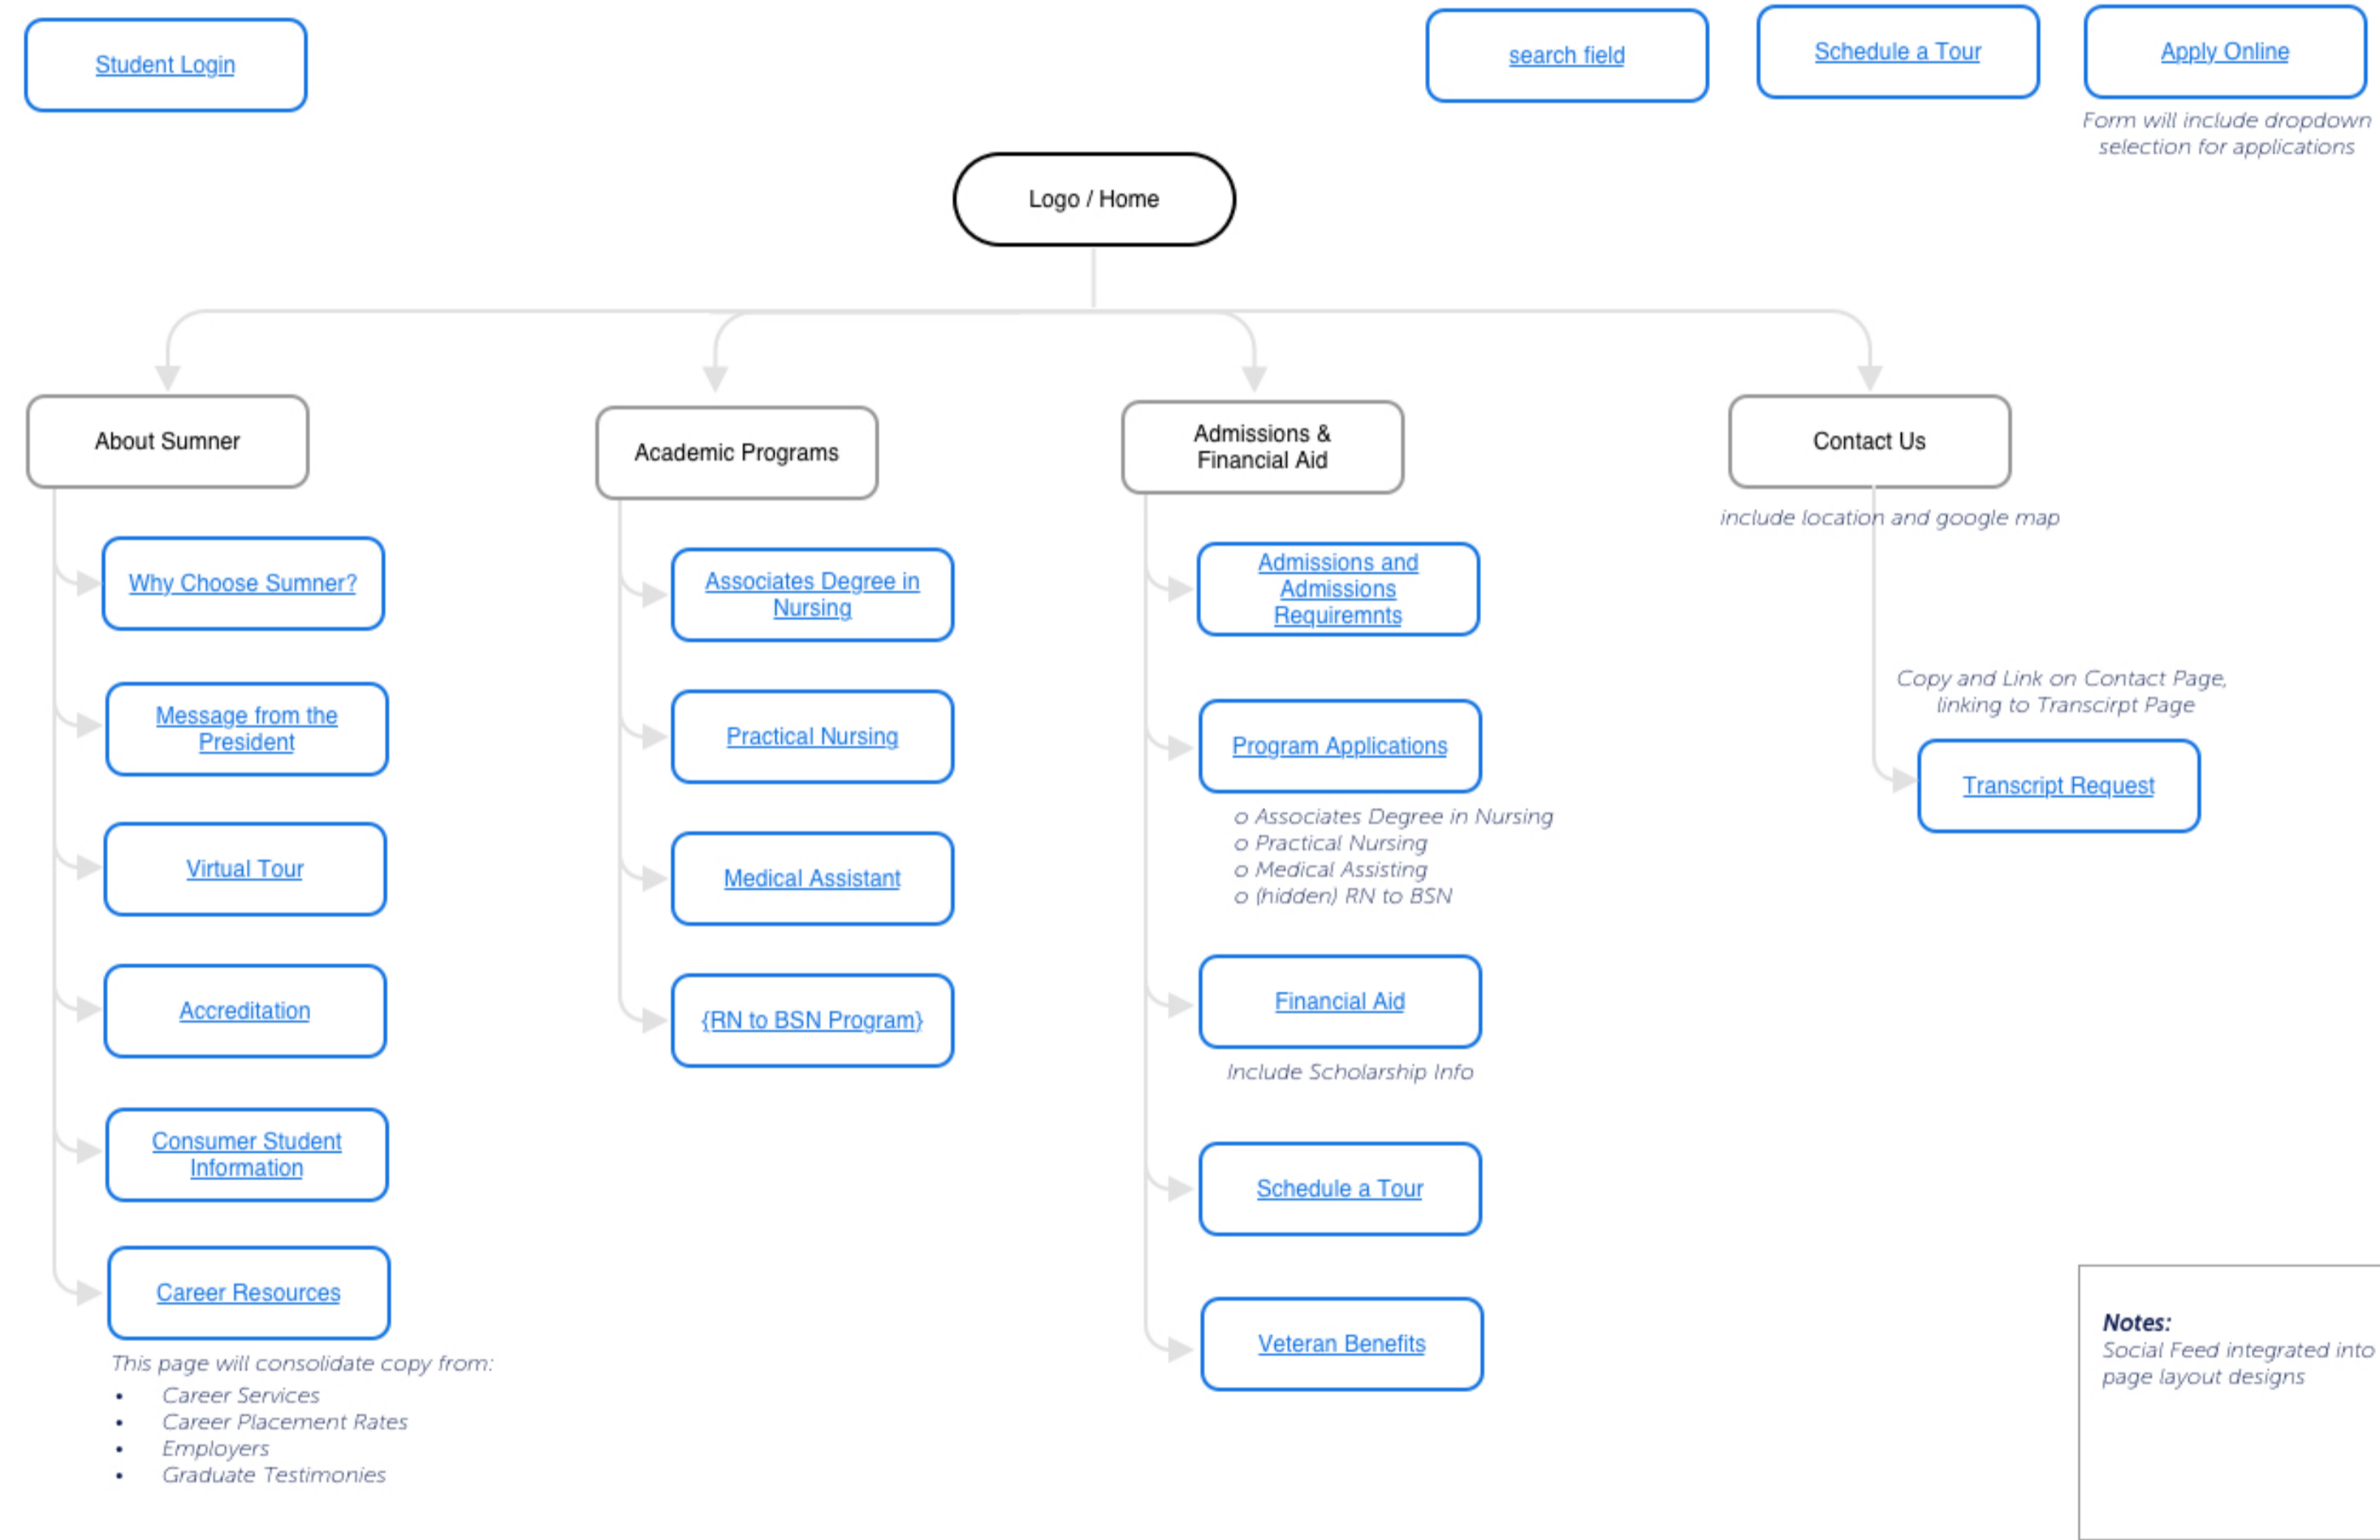 Student Login
search field
Schedule a Tour
Apply Online
Form will include dropdown
selection for applications
Logo / Home
About Sumner
Why Choose Sumner?
Message from the
President
Virtual Tour
Accreditation
Consumer Student
Information
Career Resources
This page will consolidate copy from:
• Career Services
• Career Placement Rates
• Employers
• Graduate Testimonies
Academic Programs
Associates Degree in
Nursing
Practical Nursing
Medical Assistant
{RN to BSN Program}
Admissions &
Financial Aid
Admissions and
Admissions
Requiremnts
Program Applications
o Associates Degree in Nursing
o Practical Nursing
o Medical Assisting
o (hidden) RN to BSN
Financial Aid
Include Scholarship Info
Schedule a Tour
Veteran Benefits
Contact Us
include location and google map
Copy and Link on Contact Page,
linking to Transcirpt Page
Transcript Request
Notes:
Social Feed integrated into
page layout designs